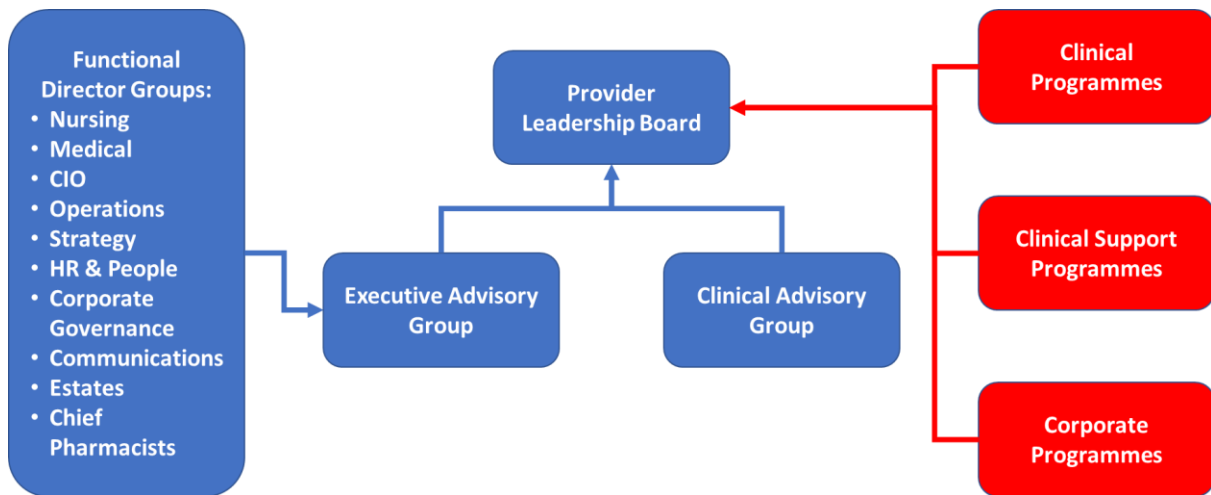 Functional
Director Groups:
• Nursing
• Medical
• CIO
• Operations
• Strategy
• HR & People
• Corporate
Governance
• Communications
• Estates
• Chief
Pharmacists
Provider
Leadership Board
Executive Advisory
Group
Clinical Advisory
Group
Clinical
Programmes
Clinical Support
Programmes
Corporate
Programmes